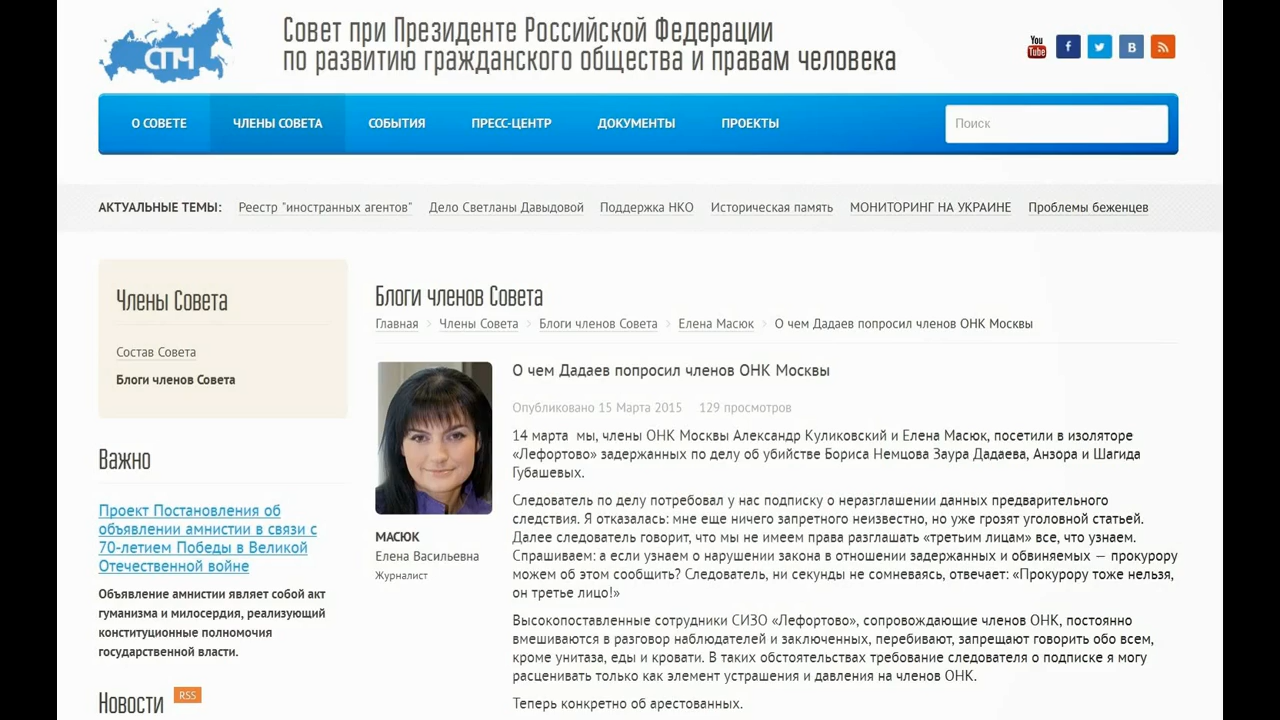 СПЧ
Совет при Президенте Российской Федерации
по развитию гражданского общества и правам человека
You
Tube
f
В
О СОВЕТЕ ЧЛЕНЫ СОВЕТА СОБЫТИЯ ПРЕСС-ЦЕНТР ДОКУМЕНТЫ ПРОЕКТЫ Поиск
АКТУАЛЬНЫЕ ТЕМЫ: Реестр "иностранных агентов" Дело Светланы Давыдовой Поддержка НКО Историческая память МОНИТОРИНГ НА УКРАИНЕ Проблемы беженцев
Члены Совета
Состав Совета
Блоги членов Совета
Важно
Проект Постановления об
объявлении амнистии в связи с
70-летием Победы в Великой
Отечественной войне
Объявление амнистии являет собой акт
гуманизма и милосердия, реализующий
конституционные полномочия
государственной власти.
Новости RSS
Блоги членов Совета
Главная > Члены Совета > Блоги членов Совета > Елена Масюк > О чем Дадаев попросил членов ОНК Москвы
МАСЮК
Елена Васильевна
Журналист
О чем Дадаев попросил членов ОНК Москвы
Опубликовано 15 Марта 2015 129 просмотров
14 марта мы, члены ОНК Москвы Александр Куликовский и Елена Масюк, посетили в изоляторе
«Лефортово» задержанных по делу об убийстве Бориса Немцова Заура Дадаева, Анзора и Шагида
Губашевых.
Следователь по делу потребовал у нас подписку о неразглашении данных предварительного
следствия. Я отказалась: мне еще ничего запретного неизвестно, но уже грозят уголовной статьей.
Далее следователь говорит, что мы не имеем права разглашать «третьим лицам» все, что узнаем.
Спрашиваем: а если узнаем о нарушении закона в отношении задержанных и обвиняемых — прокурору
можем об этом сообщить? Следователь, ни секунды не сомневаясь, отвечает: «Прокурору тоже нельзя,
он третье лицо!»
Высокопоставленные сотрудники СИЗО «Лефортово», сопровождающие членов ОНК, постоянно
вмешиваются в разговор наблюдателей и заключенных, перебивают, запрещают говорить обо всем,
кроме унитаза, еды и кровати. В таких обстоятельствах требование следователя о подписке я могу
расценивать только как элемент устрашения и давления на членов ОНК.
Теперь конкретно об арестованных.